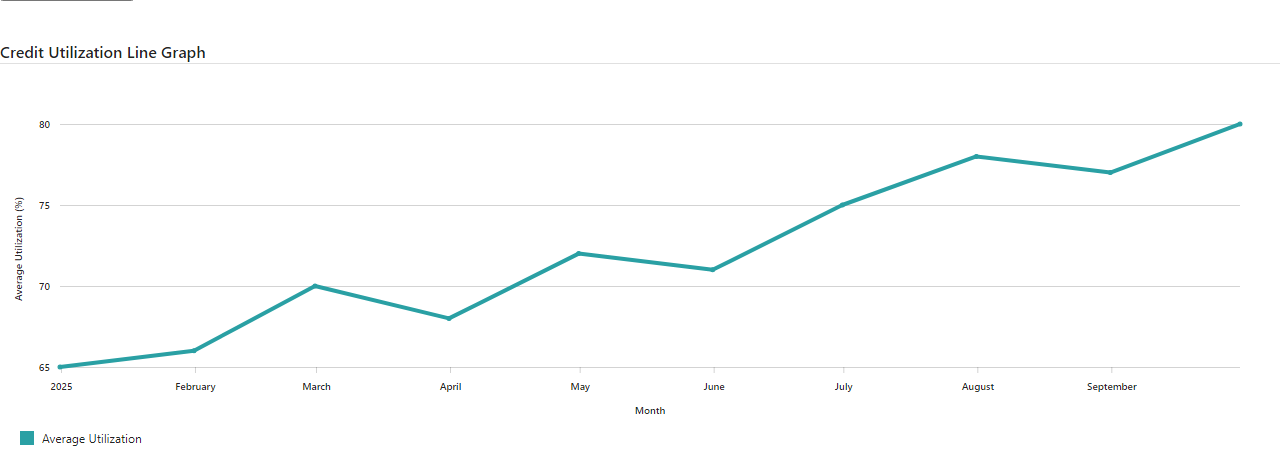 Credit Utilization Line Graph
80
75
70
65
Average Utilization (%)
2025 February March April May June July August September
Month
Average Utilization